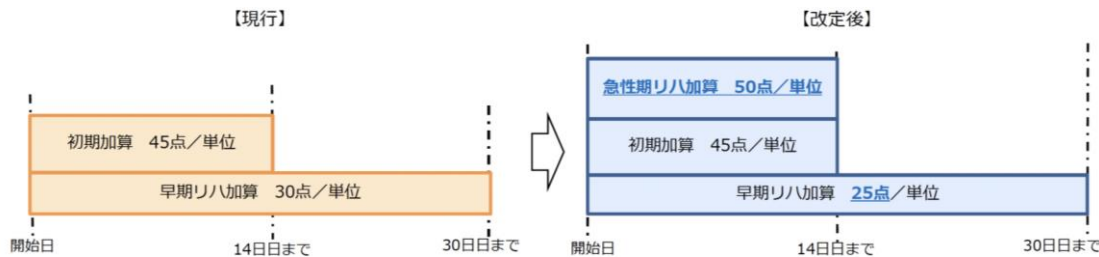 【現行】
初期加算 45点／単位
早期リハ加算 30点／単位
開始日
14日目まで
30日目まで
【改定後】
急性期リハ加算 50点／単位
初期加算 45点／単位
早期リハ加算 25点／単位
開始日
14日目まで
30日目まで